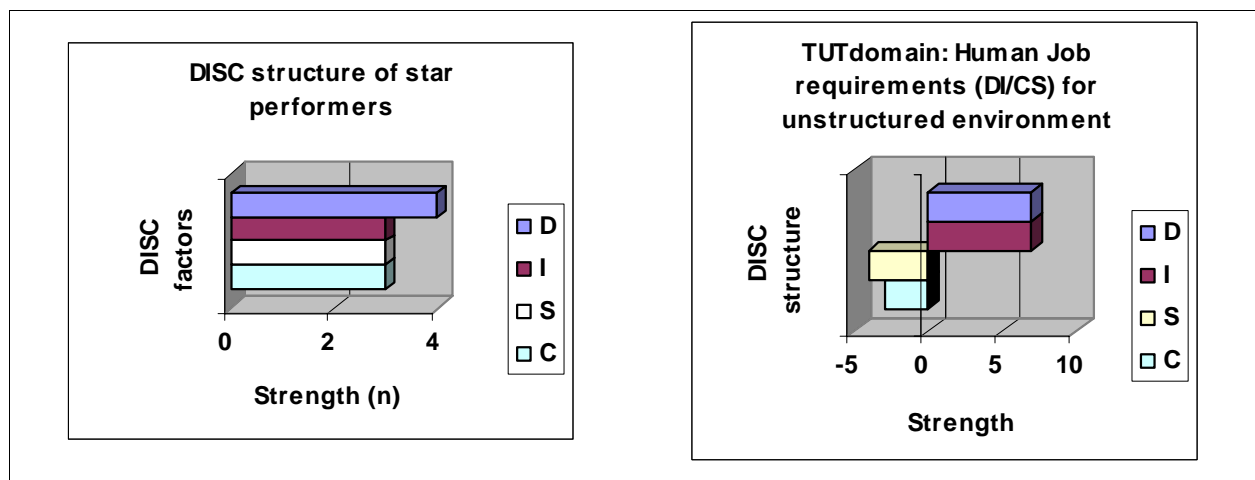 DISC structure of star
performers
DISC
factors
0 2 4
Strength (n)
D
I
S
C
TUTdomain: Human Job
requirements (DI/CS) for
unstructured environment
DISC
structure
-5 0 5 10
Strength
D
I
S
C